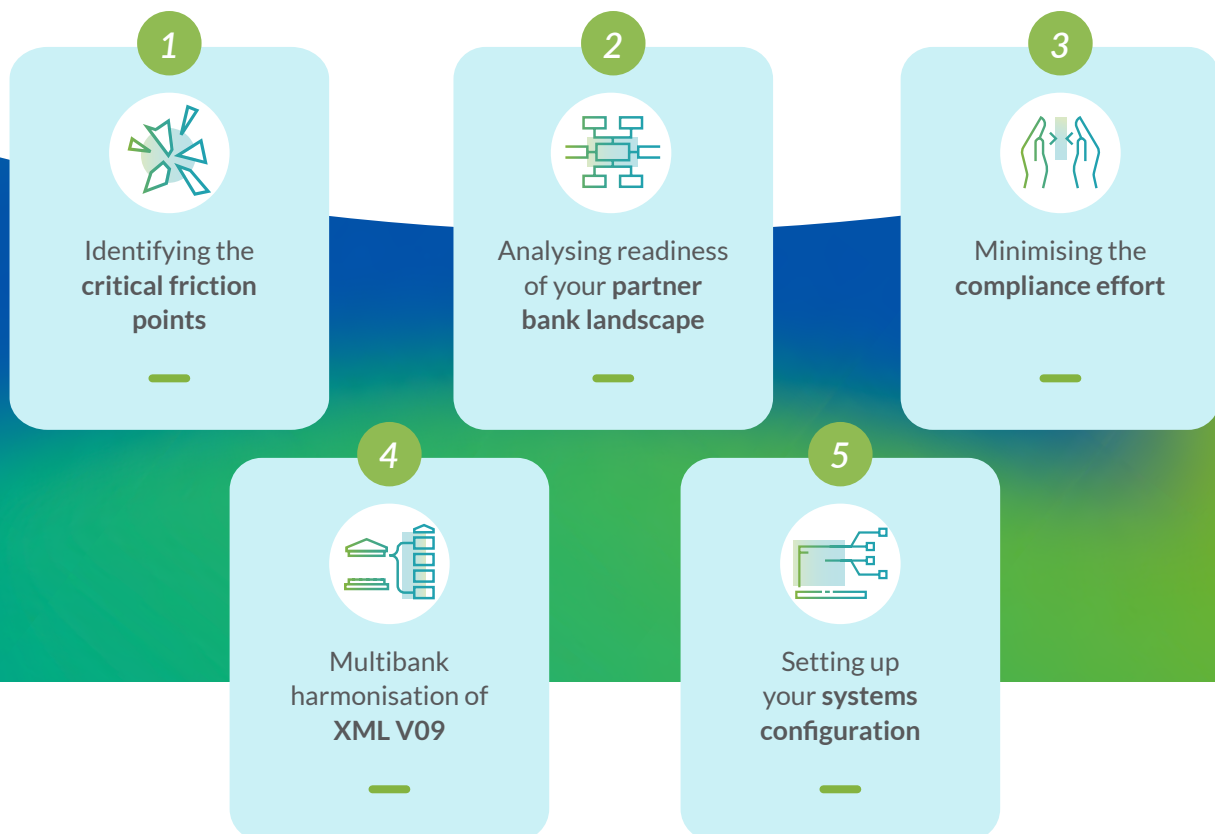 1
Identifying the
critical friction
points
2
Analysing readiness
of your partner
bank landscape
3
Minimising the
compliance effort
4
Multibank
harmonisation of
XML V09
5
Setting up
your systems
configuration